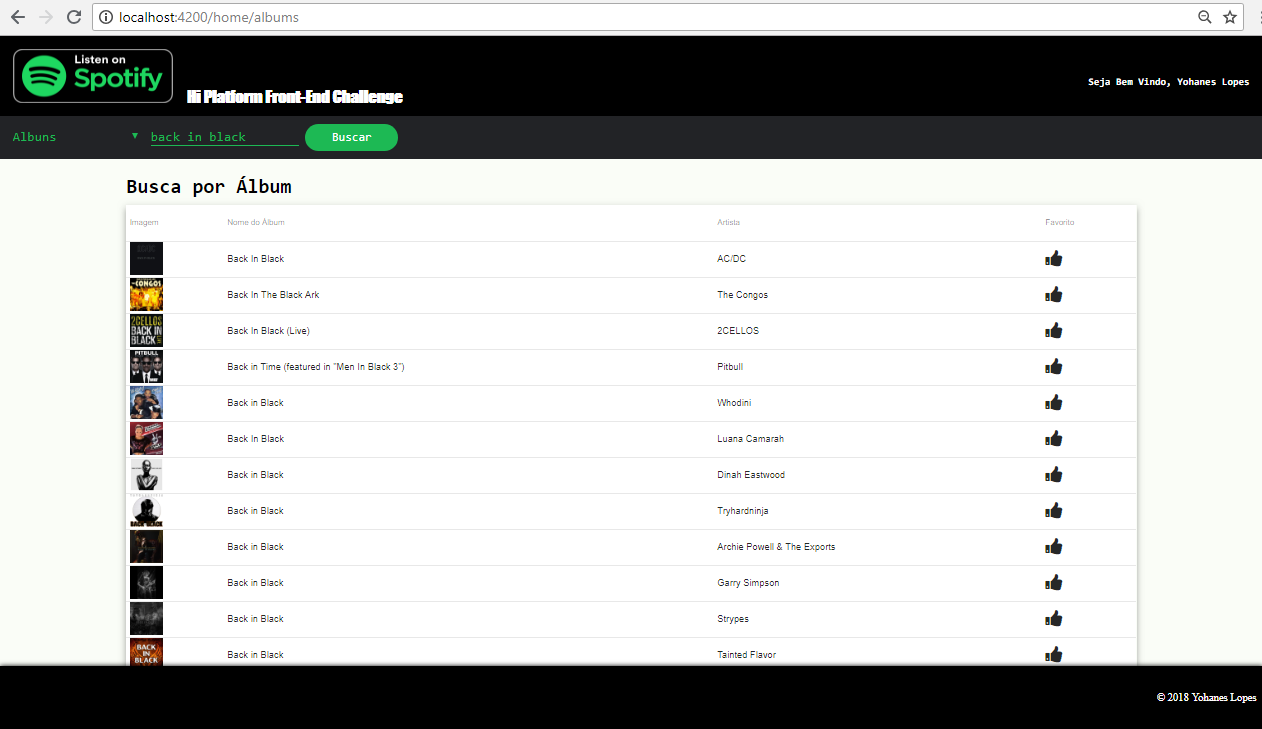 localhost:4200/home/albums
Listen on
Spotify
Hi Platform Front-End Challenge
Seja Bem Vindo, Yohanes Lopes
Albuns ▼ back in black Buscar
Busca por Álbum
Imagem Nome do Álbum Artista Favorito
Back In Black AC/DC
CONGOS Back In The Black Ark The Congos
2CELLOS BACK IN BLACK Back In Black (Live) 2CELLOS
PITBULL Back in Time (featured in "Men In Black 3") Pitbull
Back in Black Whodini
Back In Black Luana Camarah
Back in Black Dinah Eastwood
BACK BLACK Back in Black Tryhardninja
Back in Black Archie Powell & The Exports
Back in Black Garry Simpson
Back in Black Strypes
BACK IN BLACK Back in Black Tainted Flavor
© 2018 Yohanes Lopes